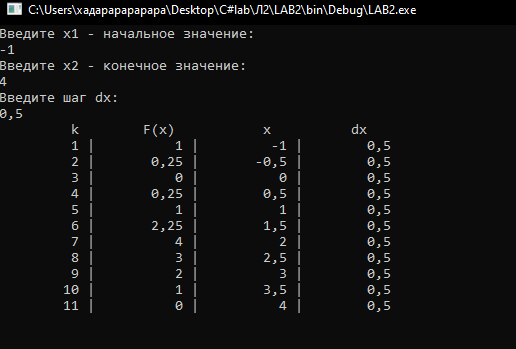 C:\Users\хадарарарарара\Desktop\C#lab\Л2\LAB2\bin\Debug\LAB2.exe
Введите x1 - начальное значение:
-1
Введите x2 - конечное значение:
4
Введите шаг dx:
0,5
k F(x) x dx
1 | 1 | -1 | 0,5
2 | 0,25 | -0,5 | 0,5
3 | 0 | 0 | 0,5
4 | 0,25 | 0,5 | 0,5
5 | 1 | 1 | 0,5
6 | 2,25 | 1,5 | 0,5
7 | 4 | 2 | 0,5
8 | 3 | 2,5 | 0,5
9 | 2 | 3 | 0,5
10 | 1 | 3,5 | 0,5
11 | 0 | 4 | 0,5